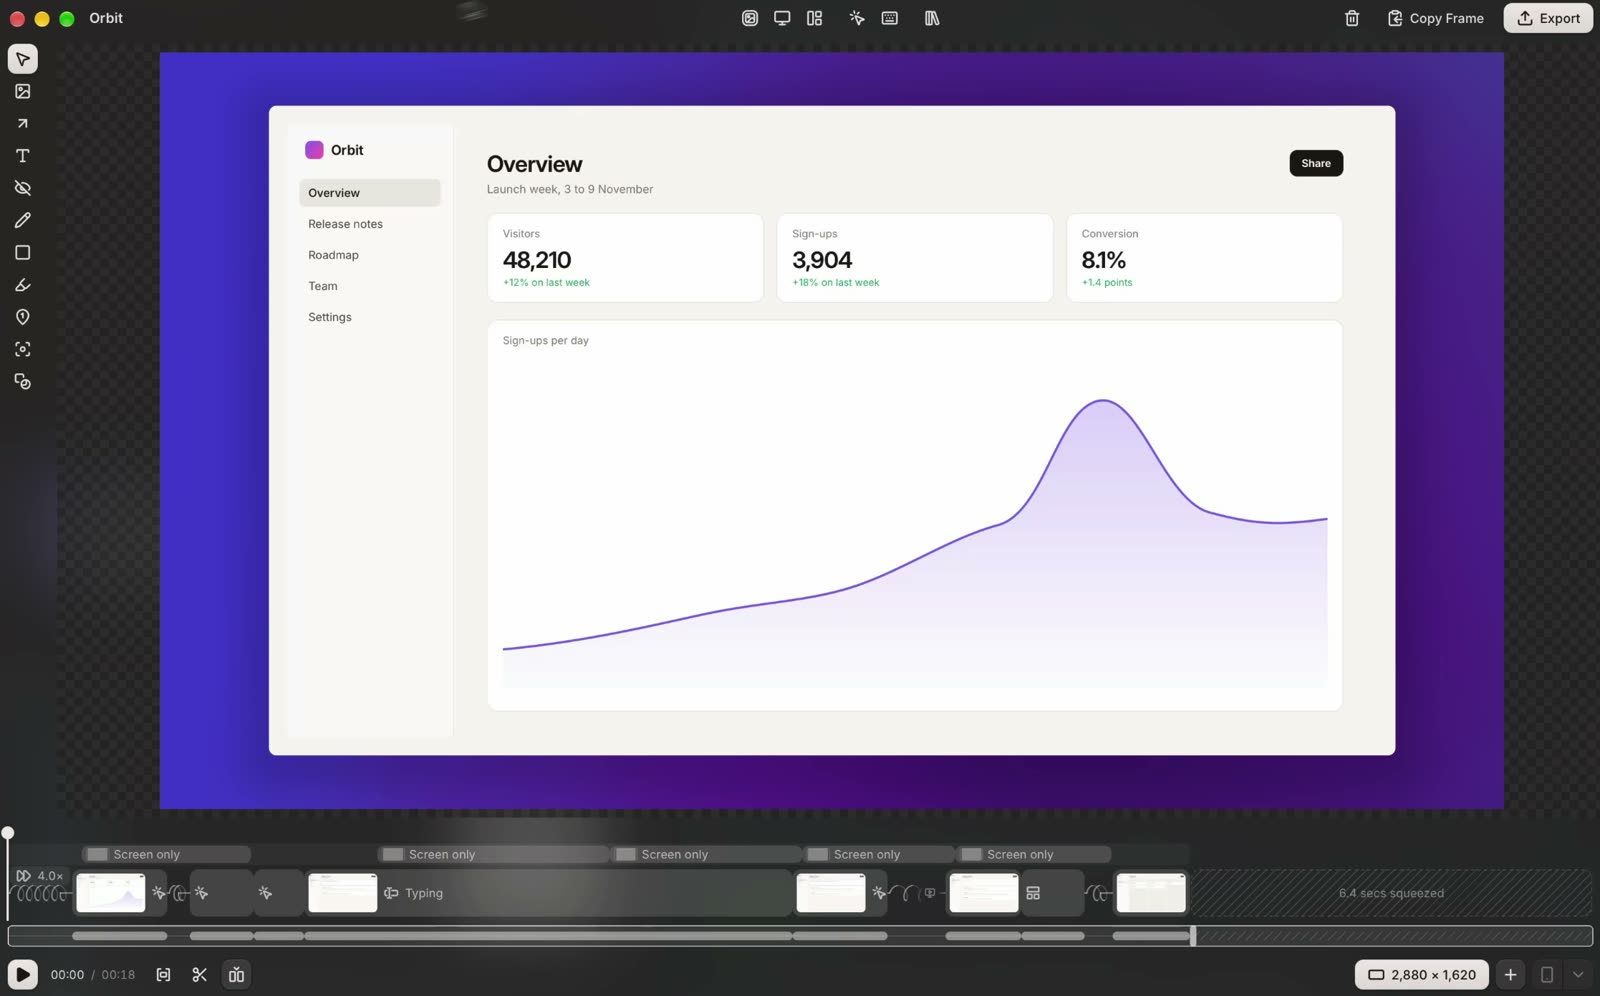 Orbit
Copy Frame
Export
Orbit
Overview
Release notes
Roadmap
Team
Settings
Overview
Launch week, 3 to 9 November
Share
Visitors
48,210
+12% on last week
Sign-ups
3,904
+18% on last week
Conversion
8.1%
+1.4 points
Sign-ups per day
Screen only
Screen only
Screen only
Screen only
Screen only
4.0×
Typing
6.4 secs squeezed
00:00 / 00:18
2,880 × 1,620